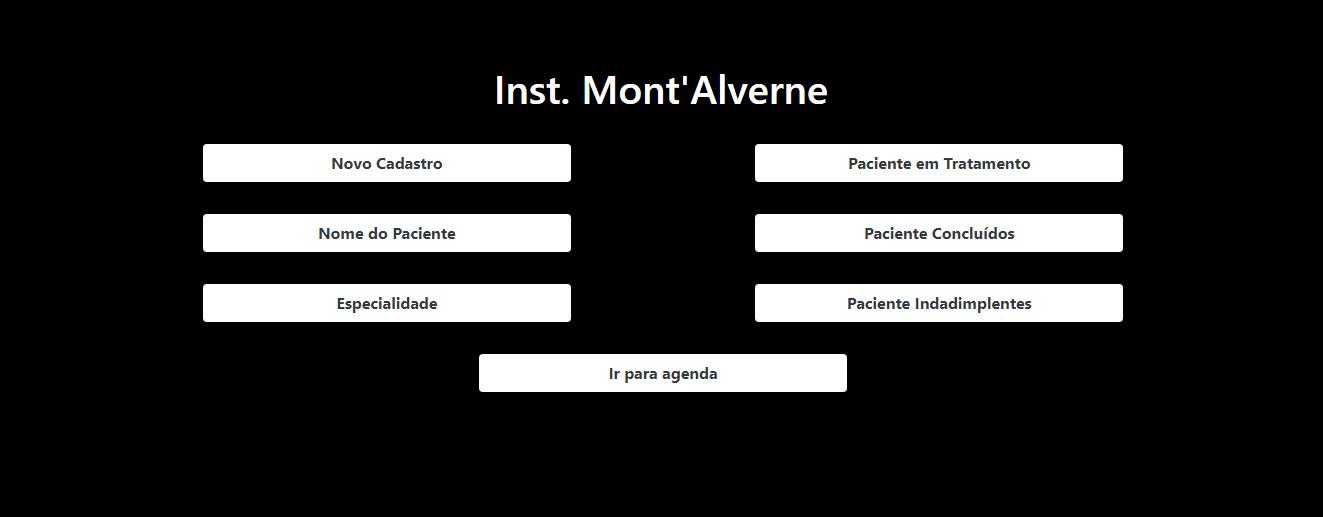 Inst. Mont'Alverne
Novo Cadastro
Paciente em Tratamento
Nome do Paciente
Paciente Concluídos
Especialidade
Paciente Indadimplentes
Ir para agenda